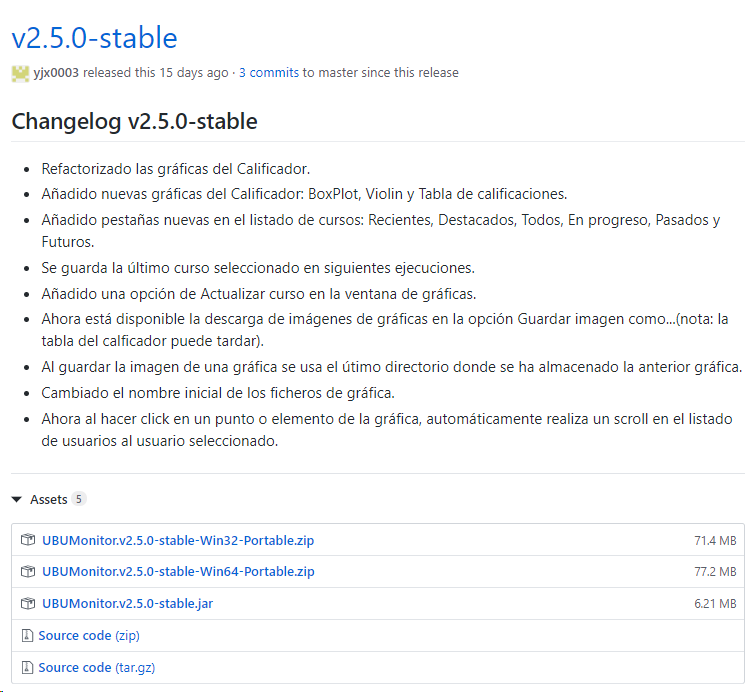 v2.5.0-stable
yjx0003 released this 15 days ago · 3 commits to master since this release
Changelog v2.5.0-stable
• Refactorizado las gráficas del Calificador.
• Añadido nuevas gráficas del Calificador: BoxPlot, Violin y Tabla de calificaciones.
• Añadido pestañas nuevas en el listado de cursos: Recientes, Destacados, Todos, En progreso, Pasados y
Futuros.
• Se guarda la último curso seleccionado en siguientes ejecuciones.
• Añadido una opción de Actualizar curso en la ventana de gráficas.
• Ahora está disponible la descarga de imágenes de gráficas en la opción Guardar imagen como...(nota: la
tabla del calficador puede tardar).
• Al guardar la imagen de una gráfica se usa el útimo directorio donde se ha almacenado la anterior gráfica.
• Cambiado el nombre inicial de los ficheros de gráfica.
• Ahora al hacer click en un punto o elemento de la gráfica, automáticamente realiza un scroll en el listado
de usuarios al usuario seleccionado.
Assets 5
UBUMonitor.v2.5.0-stable-Win32-Portable.zip 71.4 MB
UBUMonitor.v2.5.0-stable-Win64-Portable.zip 77.2 MB
UBUMonitor.v2.5.0-stable.jar 6.21 MB
Source code (zip)
Source code (tar.gz)